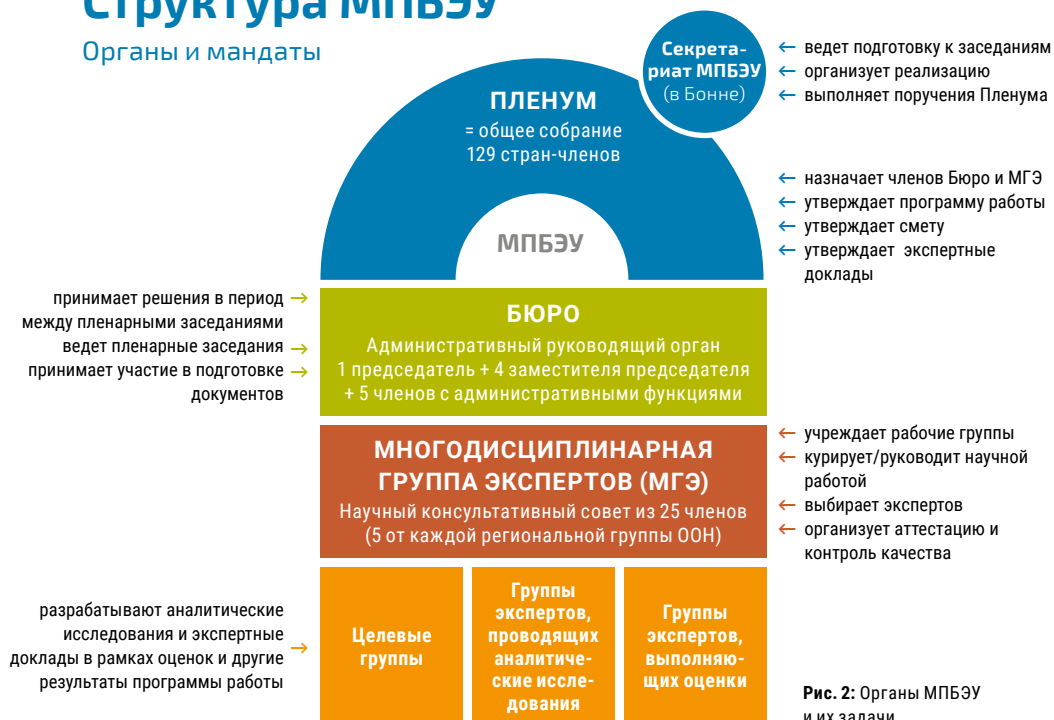 Структура МПБЭУ
Органы и мандаты
Секрета-
риат МПБЭУ
(в Бонне)
← ведет подготовку к заседаниям
← организует реализацию
← выполняет поручения Пленума
ПЛЕНУМ
= общее собрание
129 стран-членов
← назначает членов Бюро и МГЭ
← утверждает программу работы
← утверждает смету
← утверждает экспертные
доклады
МПБЭУ
принимает решения в период →
между пленарными заседаниями
ведет пленарные заседания →
принимает участие в подготовке →
документов
БЮРО
Административный руководящий орган
1 председатель + 4 заместителя председателя
+ 5 членов с административными функциями
МНОГОДИСЦИПЛИНАРНАЯ
ГРУППА ЭКСПЕРТОВ (МГЭ)
Научный консультативный совет из 25 членов
(5 от каждой региональной группы ООН)
← учреждает рабочие группы
← курирует/руководит научной
работой
← выбирает экспертов
← организует аттестацию и
контроль качества
разрабатывают аналитические
исследования и экспертные
доклады в рамках оценок и другие →
результаты программы работы
Целевые
группы
Группы
экспертов,
проводящих
аналитиче-
ские иссле-
дования
Группы
экспертов,
выполняю-
щих оценки
Рис. 2: Органы МПБЭУ
и их задачи